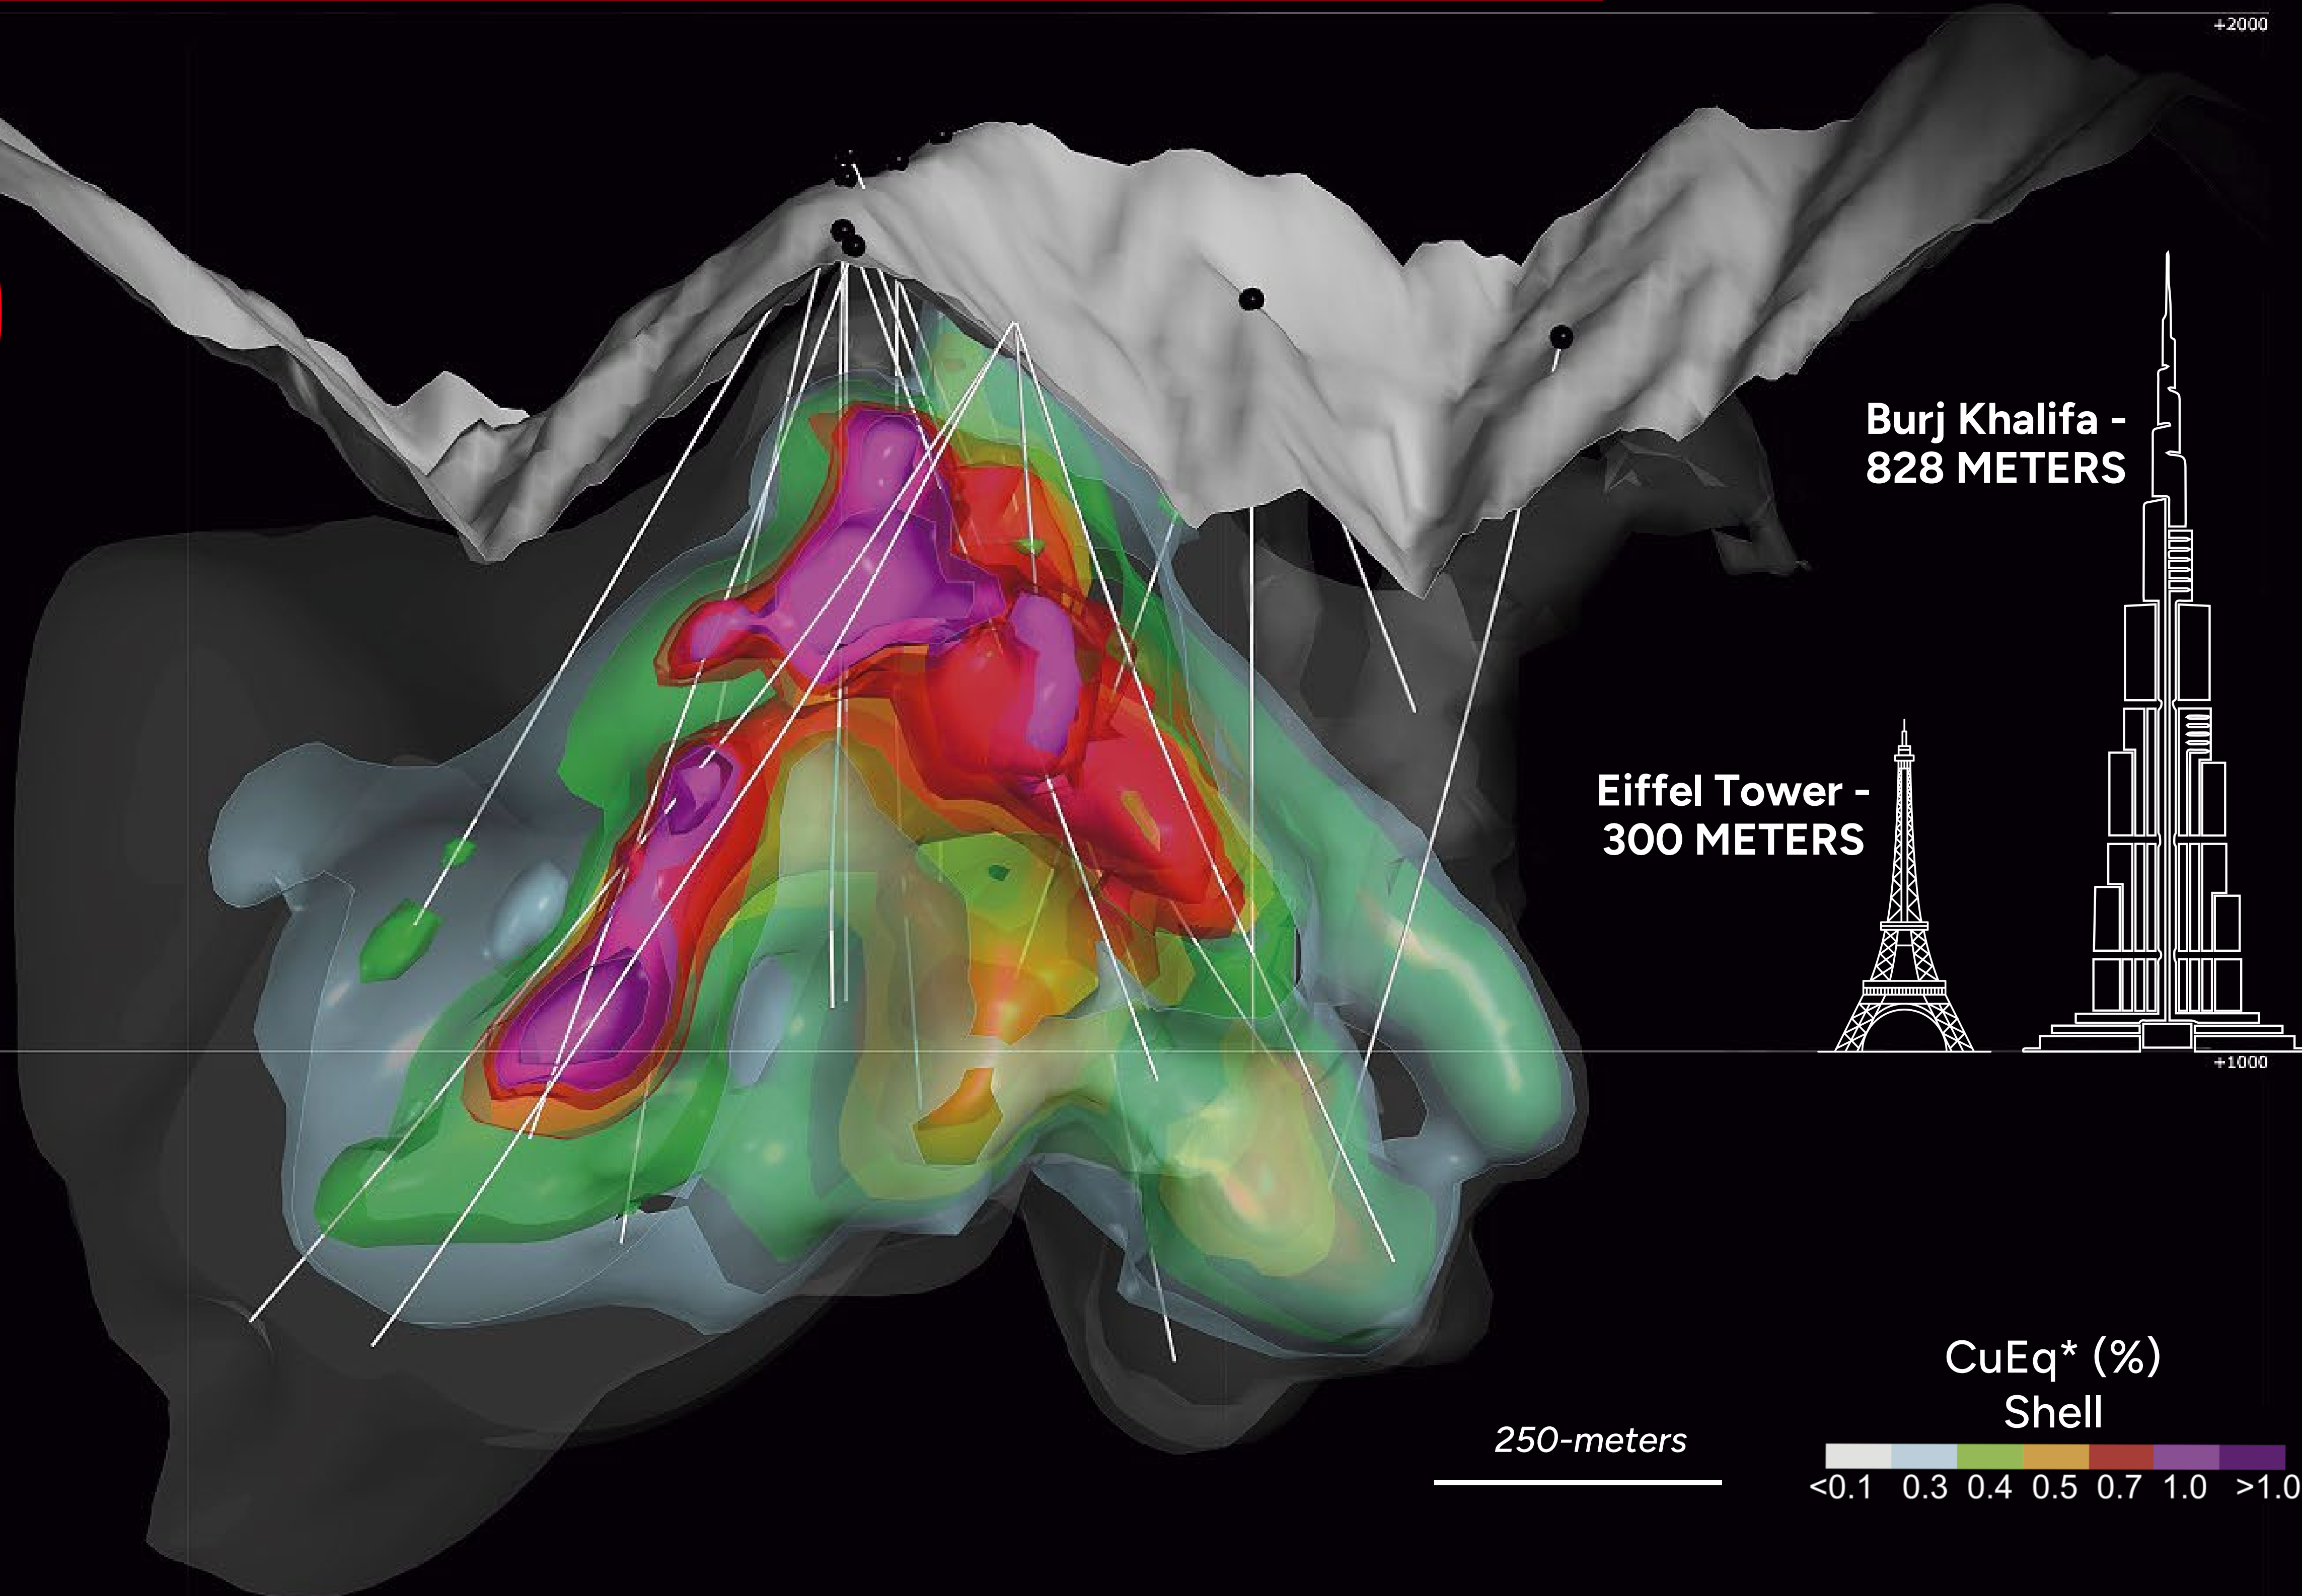 +2000
Burj Khalifa -
828 METERS
Eiffel Tower -
300 METERS
+1000
CuEq* (%)
Shell
250-meters
<0.1 0.3 0.4 0.5 0.7 1.0 >1.0